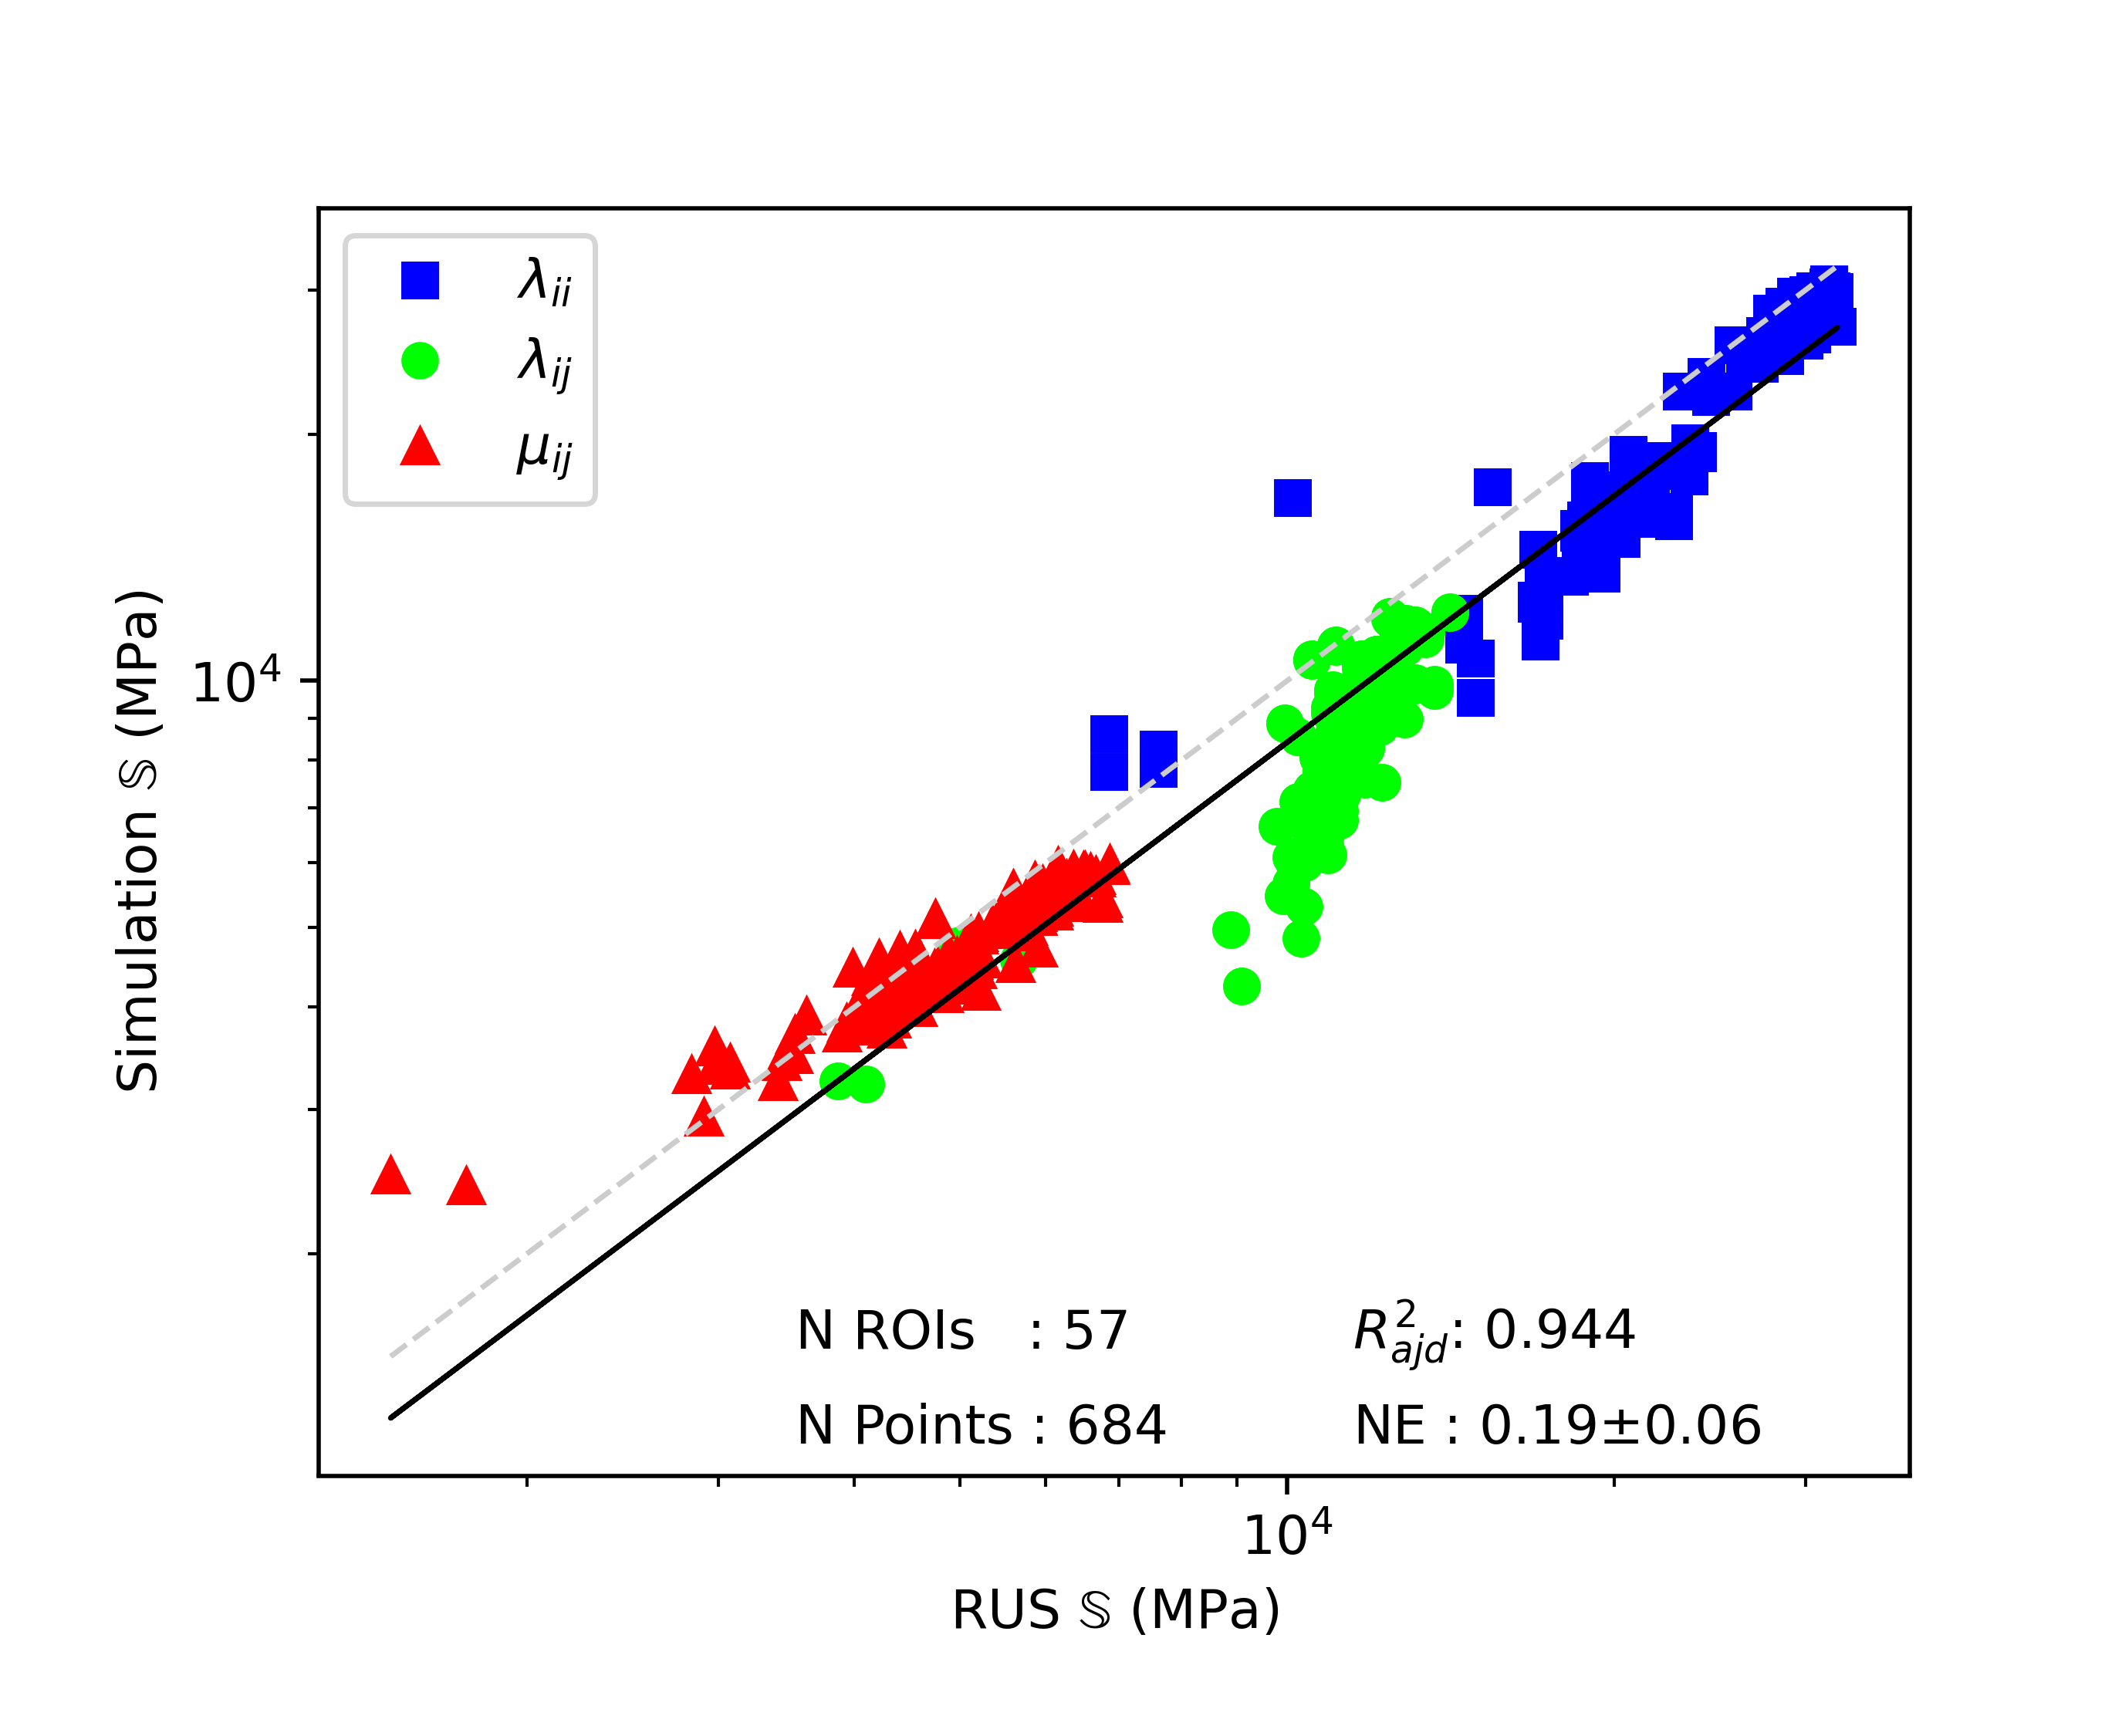 λii
λij
μij
10⁴
Simulation 𝕊 (MPa)
N ROIs : 57
R²ajd: 0.944
N Points : 684
NE : 0.19±0.06
10⁴
RUS 𝕊 (MPa)